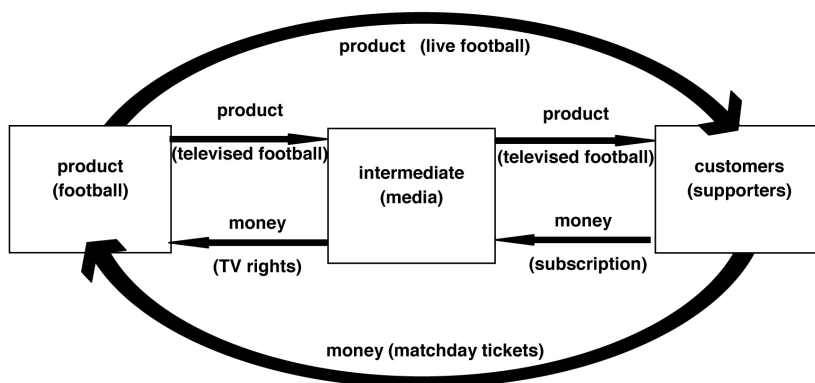 product (live football)
product
(televised football)
product
(televised football)
product
(football)
intermediate
(media)
customers
(supporters)
money
(TV rights)
money
(subscription)
money (matchday tickets)